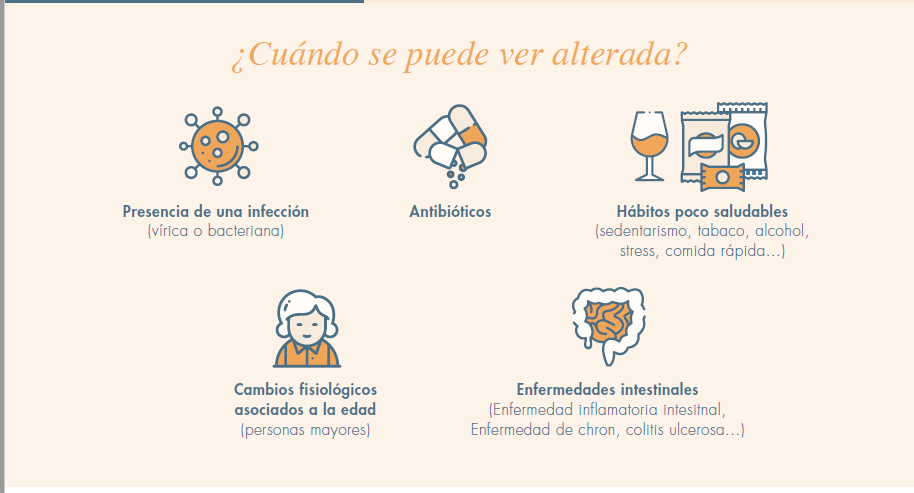 ¿Cuándo se puede ver alterada?
Presencia de una infección
(vírica o bacteriana)
Antibióticos
Hábitos poco saludables
(sedentarismo, tabaco, alcohol,
stress, comida rápida...)
Cambios fisiológicos
asociados a la edad
(personas mayores)
Enfermedades intestinales
(Enfermedad inflamatoria intesitnal,
Enfermedad de chron, colitis ulcerosa...)